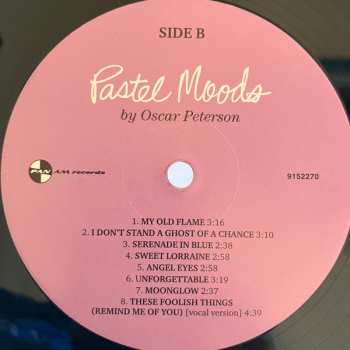 SIDE B
Pastel Moods
by Oscar Peterson
PAN AM records
9152270
1. MY OLD FLAME 3:16
2. I DON'T STAND A GHOST OF A CHANCE 3:10
3. SERENADE IN BLUE 2:38
4. SWEET LORRAINE 2:58
5. ANGEL EYES 2:58
6. UNFORGETTABLE 3:19
7. MOONGLOW 2:37
8. THESE FOOLISH THINGS
(REMIND ME OF YOU) [vocal version] 4:39